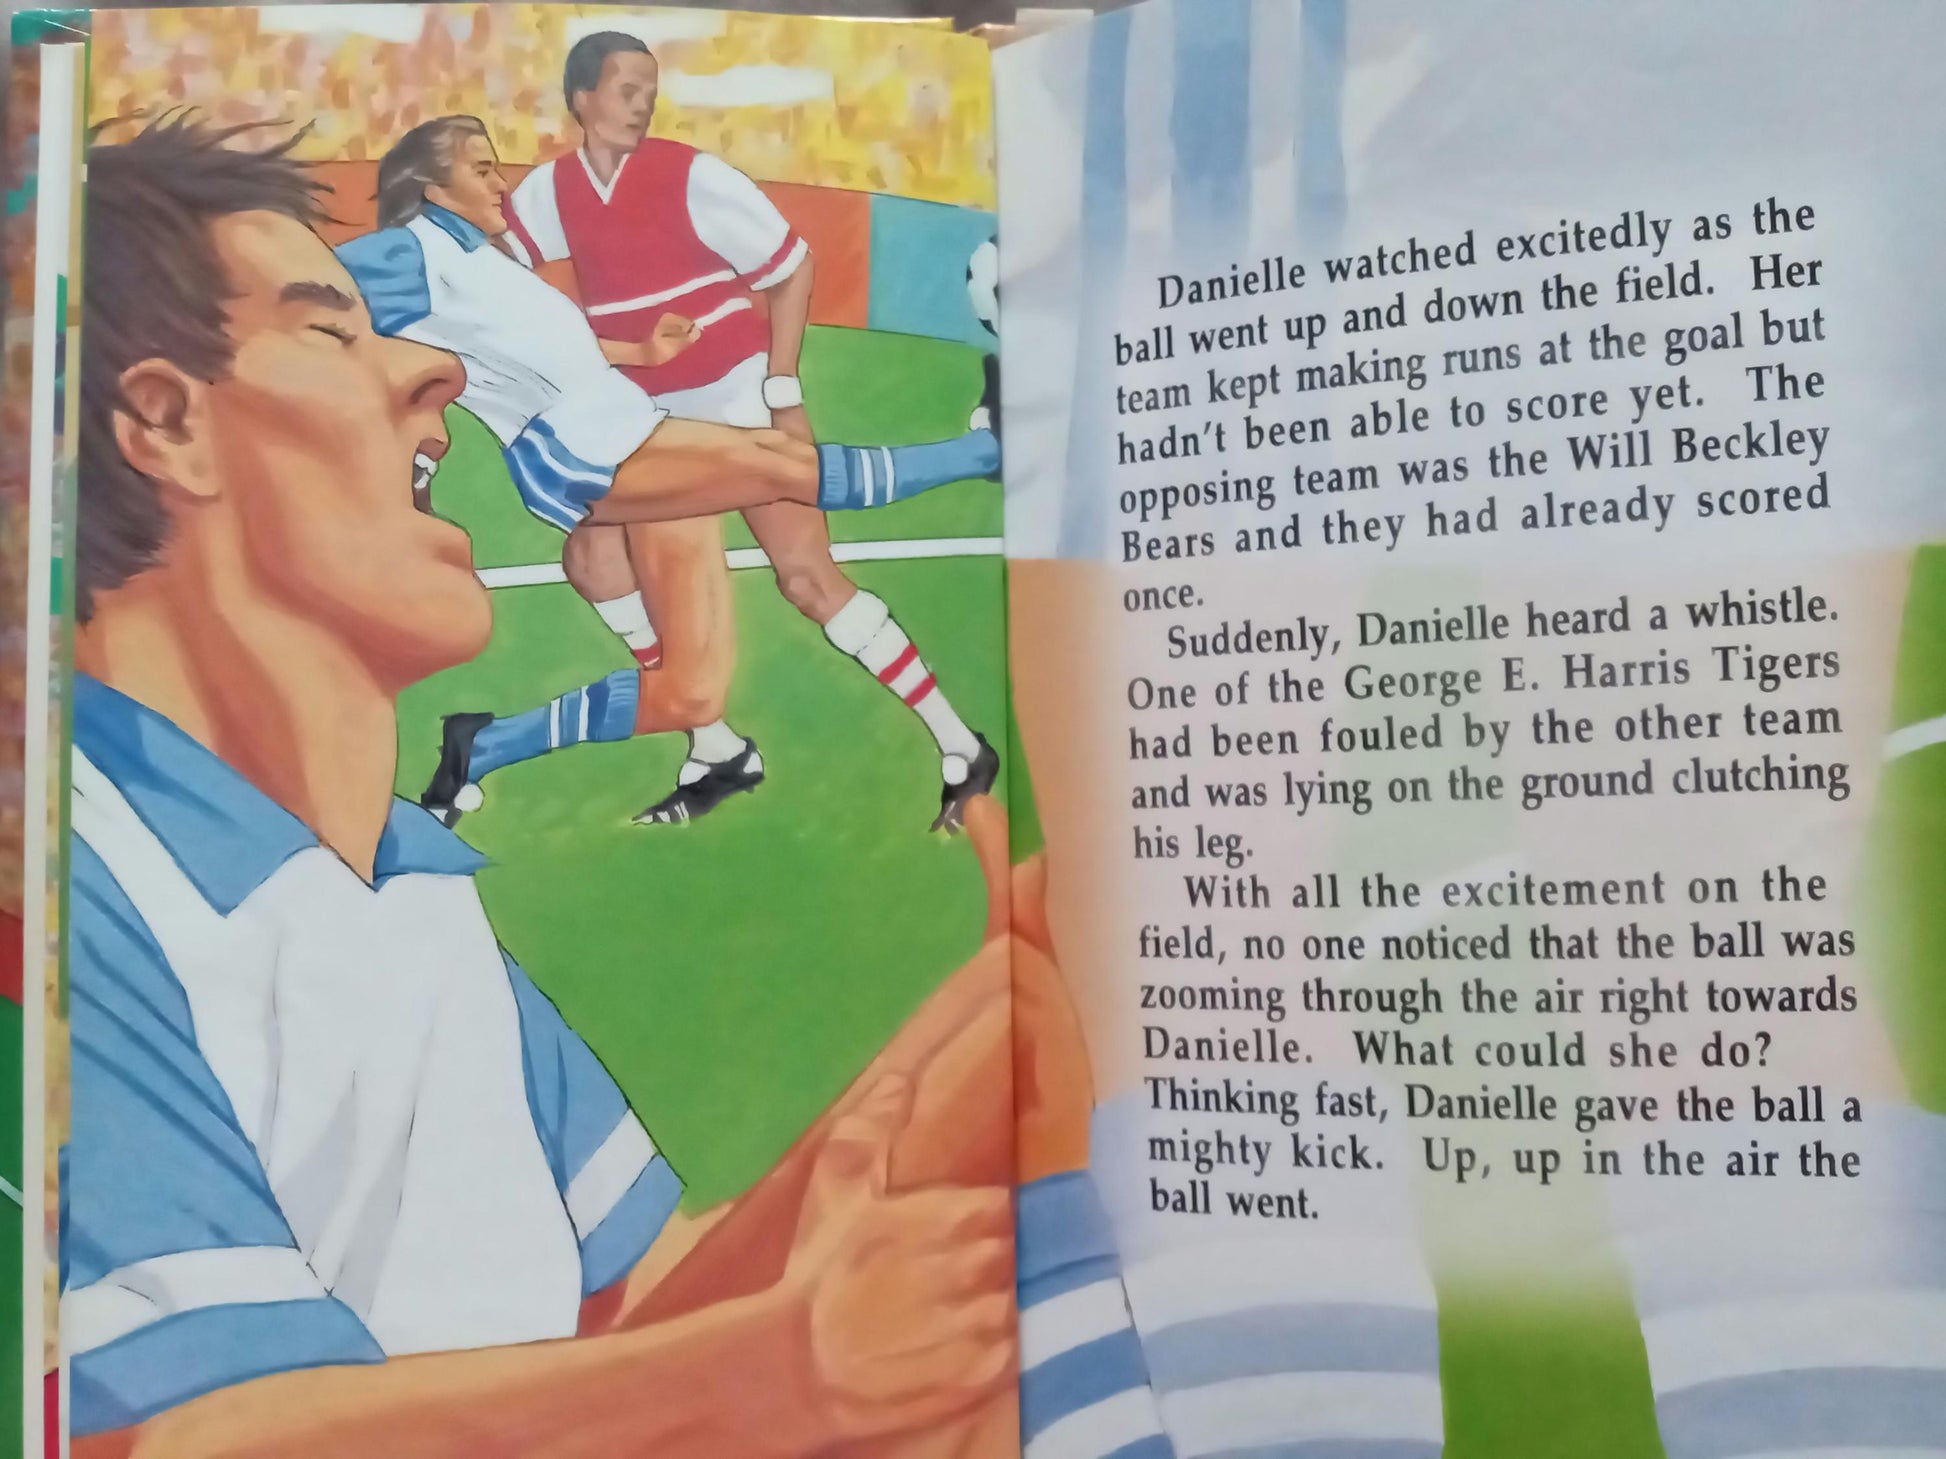 Danielle watched excitedly as the
ball went up and down the field. Her
team kept making runs at the goal but
hadn't been able to score yet. The
opposing team was the Will Beckley
Bears and they had already scored
once.
Suddenly, Danielle heard a whistle.
One of the George E. Harris Tigers
had been fouled by the other team
and was lying on the ground clutching
his leg.
With all the excitement on the
field, no one noticed that the ball was
zooming through the air right towards
Danielle. What could she do?
Thinking fast, Danielle gave the ball a
mighty kick. Up, up in the air the
ball went.